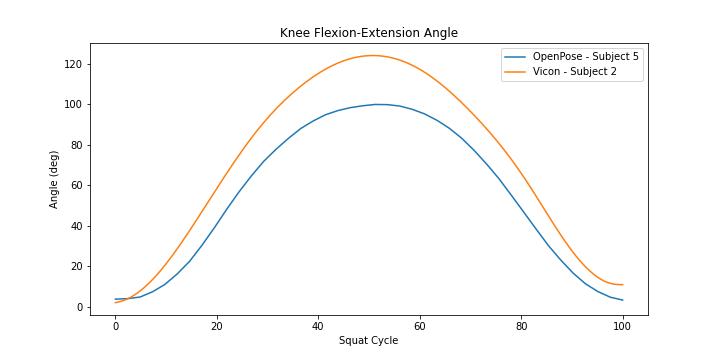 Knee Flexion-Extension Angle
OpenPose - Subject 5
Vicon - Subject 2
Angle (deg)
120
100
80
60
40
20
0
0 20 40 60 80 100
Squat Cycle